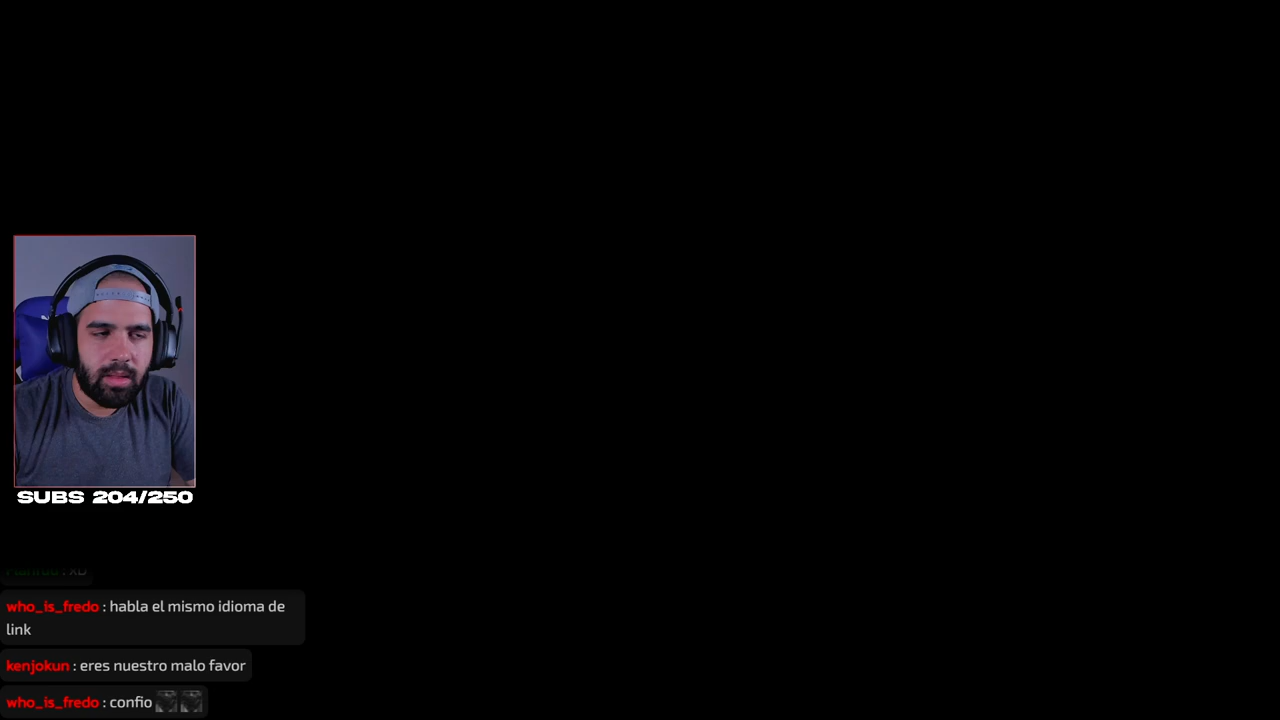 SUBS 204/250
who_is_fredo : habla el mismo idioma de
link
kenjokun : eres nuestro malo favor
who_is_fredo : confio